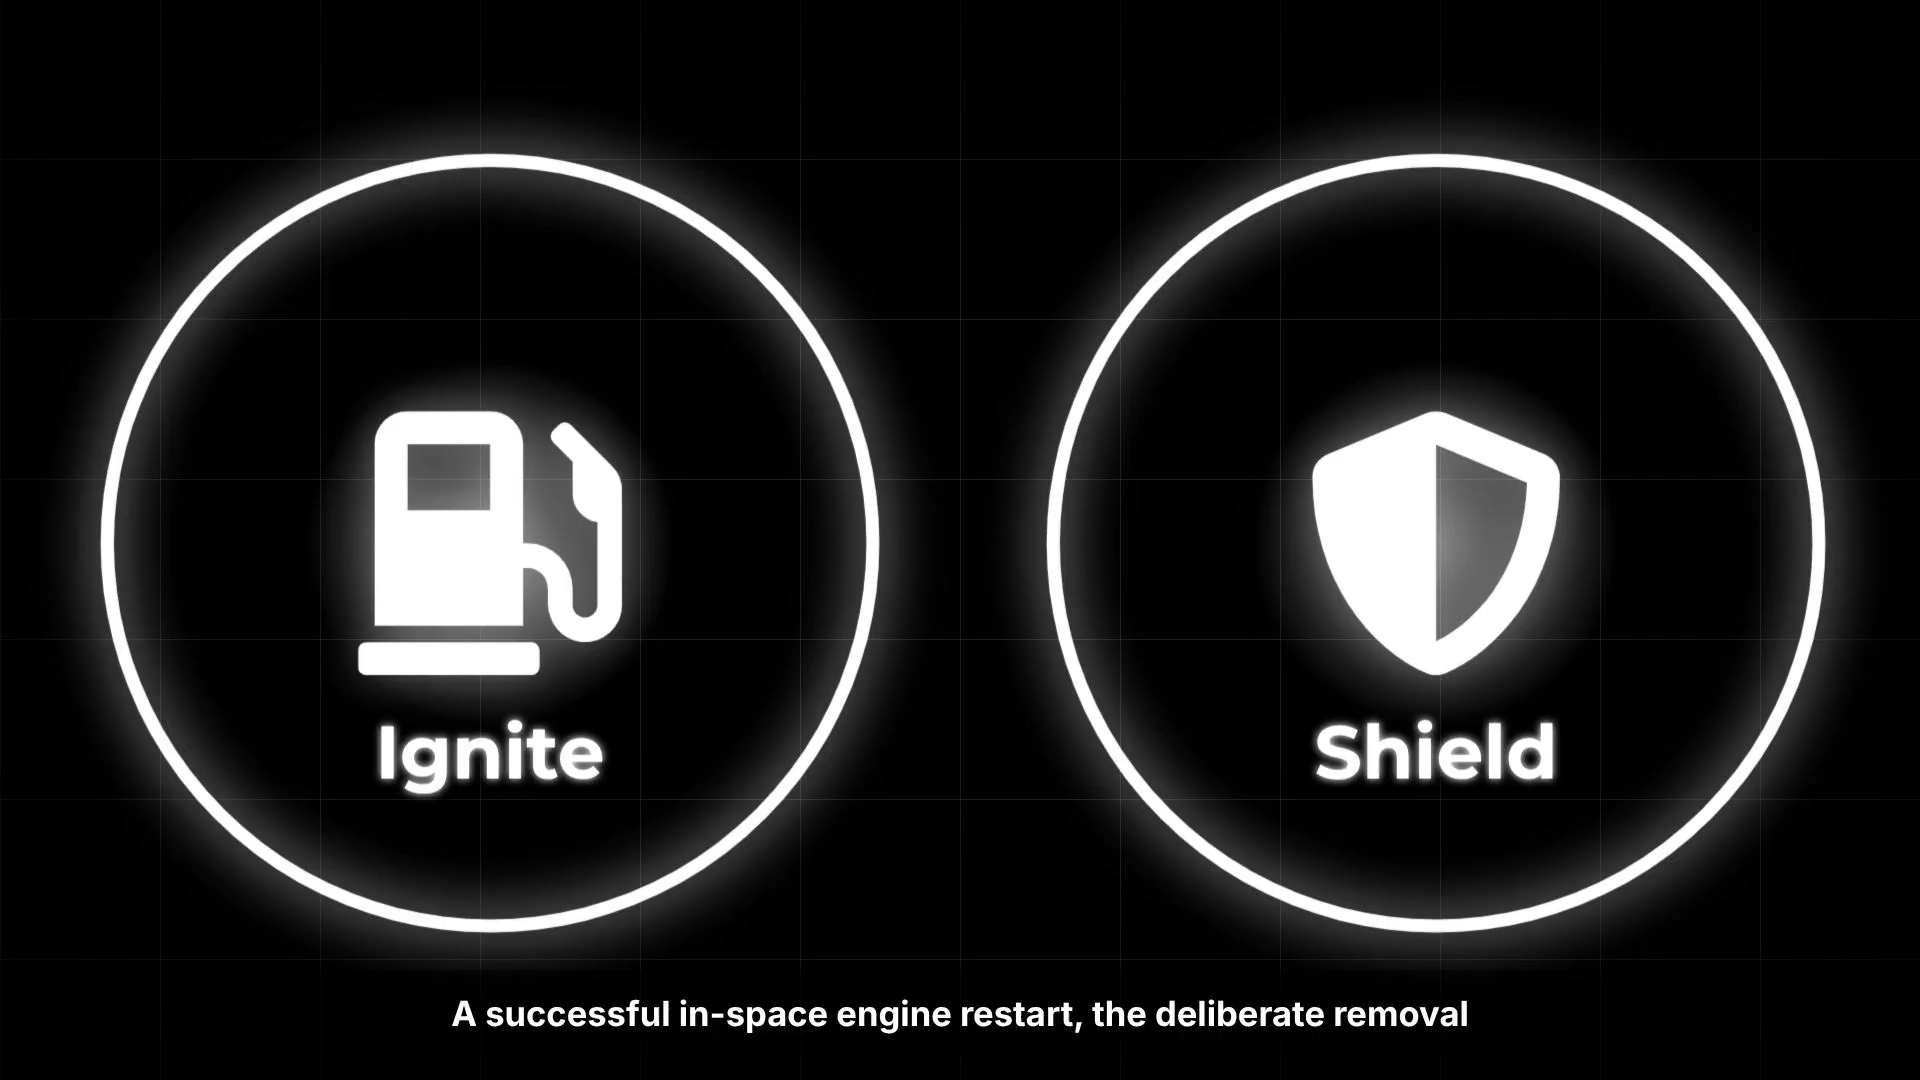 Ignite
Shield
A successful in-space engine restart, the deliberate removal